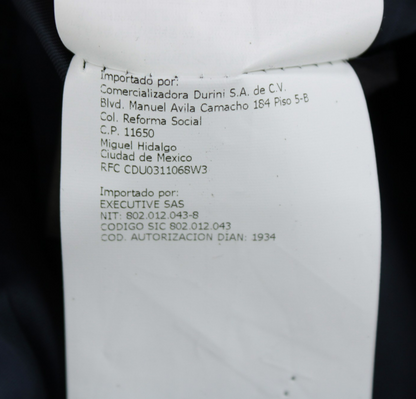 Importado por:
Comercializadora Durini S.A. de C.V.
Blvd. Manuel Avila Camacho 184 Piso 5-B
Col. Reforma Social
C.P. 11650
Miguel Hidalgo
Ciudad de Mexico
RFC CDU0311068W3
Importado por:
EXECUTIVE SAS
NIT: 802.012.043-8
CODIGO SIC 802.012.043
COD. AUTORIZACION DIAN: 1934